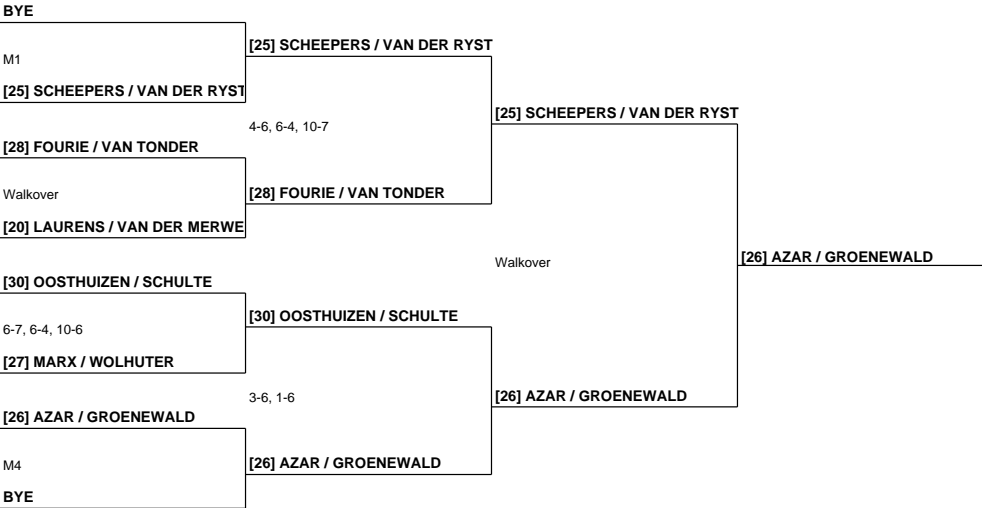 BYE
M1
[25] SCHEEPERS / VAN DER RYST
[28] FOURIE / VAN TONDER
Walkover
[20] LAURENS / VAN DER MERWE
[30] OOSTHUIZEN / SCHULTE
6-7, 6-4, 10-6
[27] MARX / WOLHUTER
[26] AZAR / GROENEWALD
M4
BYE
[25] SCHEEPERS / VAN DER RYST
4-6, 6-4, 10-7
[28] FOURIE / VAN TONDER
[30] OOSTHUIZEN / SCHULTE
3-6, 1-6
[26] AZAR / GROENEWALD
[25] SCHEEPERS / VAN DER RYST
Walkover
[26] AZAR / GROENEWALD
[26] AZAR / GROENEWALD